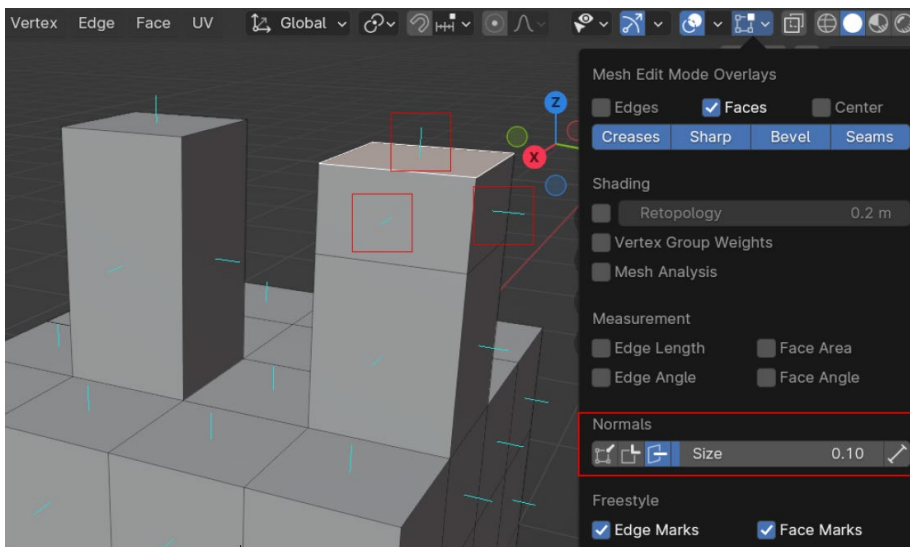 Vertex Edge Face UV Global
Mesh Edit Mode Overlays
Edges Faces Center
Creases Sharp Bevel Seams
Z
X
Shading
Retopology 0.2 m
Vertex Group Weights
Mesh Analysis
Measurement
Edge Length Face Area
Edge Angle Face Angle
Normals
Size 0.10
Freestyle
Edge Marks Face Marks